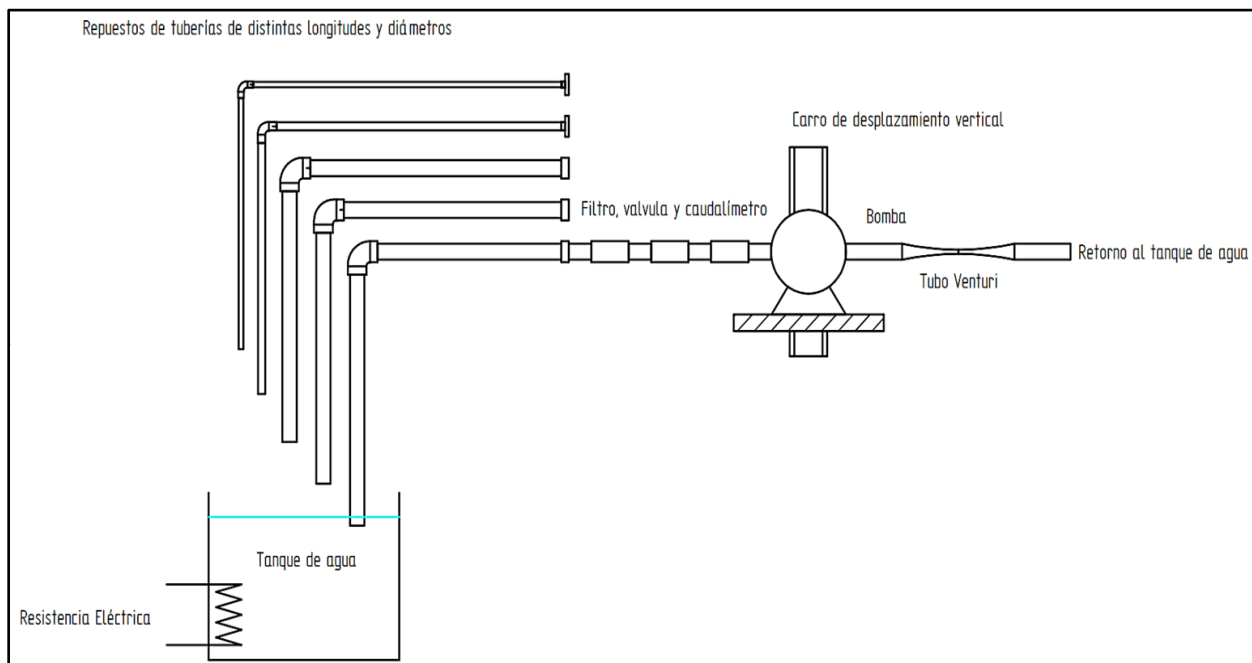 Repuestos de tuberías de distintas longitudes y diámetros
Carro de desplazamiento vertical
Filtro, valvula y caudalímetro
Bomba
Retorno al tanque de agua
Tubo Venturi
Tanque de agua
Resistencia Eléctrica